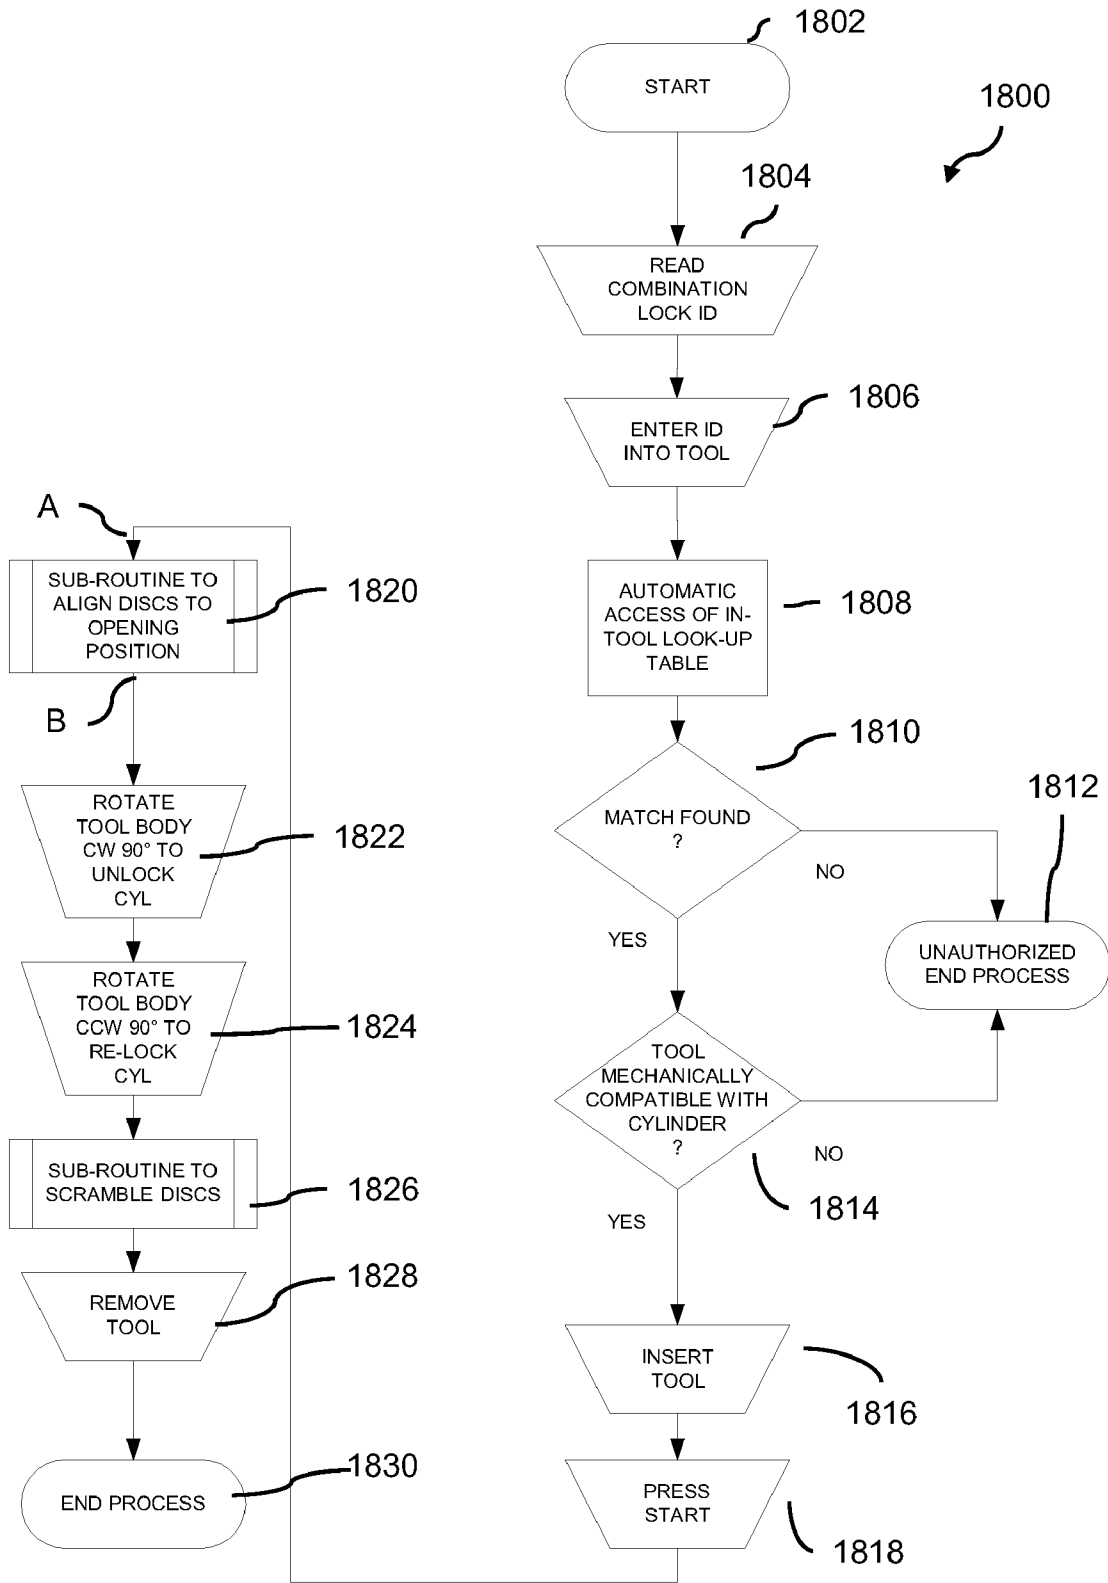 1802
START
1800
1804
READ
COMBINATION
LOCK ID
1806
ENTER ID
INTO TOOL
A
SUB-ROUTINE TO
ALIGN DISCS TO
OPENING
POSITION
1820
AUTOMATIC
ACCESS OF IN-
TOOL LOOK-UP
TABLE
1808
B
1810
MATCH FOUND
?
1812
NO
YES
UNAUTHORIZED
END PROCESS
ROTATE
TOOL BODY
CW 90° TO
UNLOCK
CYL
1822
ROTATE
TOOL BODY
CCW 90° TO
RE-LOCK
CYL
1824
TOOL
MECHANICALLY
COMPATIBLE WITH
CYLINDER
?
NO
1814
YES
SUB-ROUTINE TO
SCRAMBLE DISCS
1826
REMOVE
TOOL
1828
INSERT
TOOL
1816
END PROCESS
1830
PRESS
START
1818